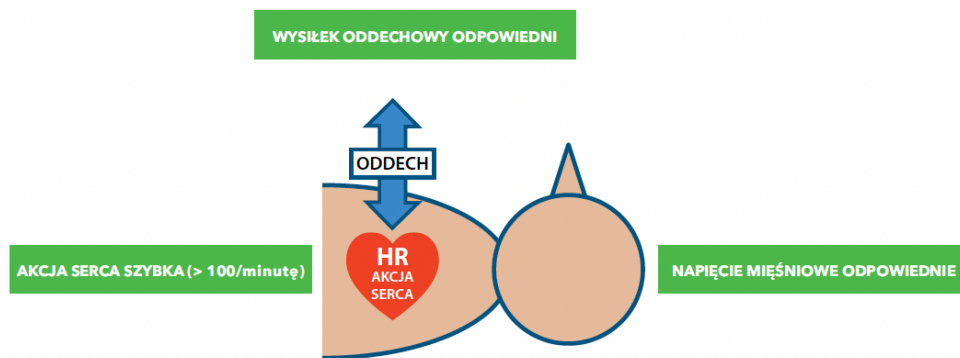 WYSIŁEK ODDECHOWY ODPOWIEDNI
ODDECH
AKCJA SERCA SZYBKA (> 100/minutę)
HR
AKCJA
SERCA
NAPIĘCIE MIĘŚNIOWE ODPOWIEDNIE